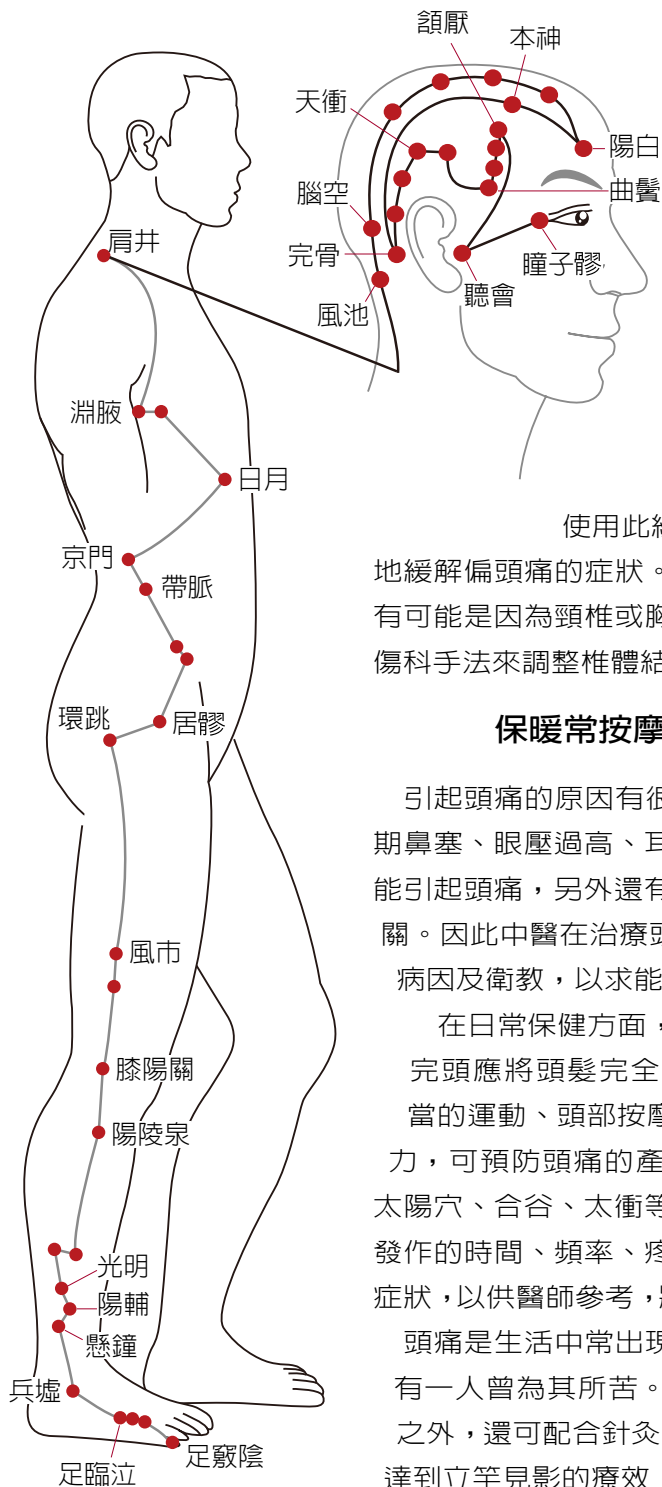 頷厭
本神
天衝
陽白
曲鬢
腦空
完骨
瞳子髎
聽會
風池
肩井
淵腋
日月
京門
帶脈
環跳
居髎
風市
膝陽關
陽陵泉
光明
陽輔
懸鐘
兵墟
足竅陰
足臨泣
使用此
地緩解偏頭痛的症狀。
有可能是因為頸椎或胸
傷科手法來調整椎體結
保暖常按摩
引起頭痛的原因有很
期鼻塞、眼壓過高、耳
能引起頭痛，另外還有
關。因此中醫在治療頭
病因及衛教，以求能
在日常保健方面，
完頭應將頭髮完全
當的運動、頭部按摩
力，可預防頭痛的產
太陽穴、合谷、太衝等
發作的時間、頻率、疼
症狀，以供醫師參考，
頭痛是生活中常出現
有一人曾為其所苦。
之外，還可配合針灸
達到立竿見影的療效